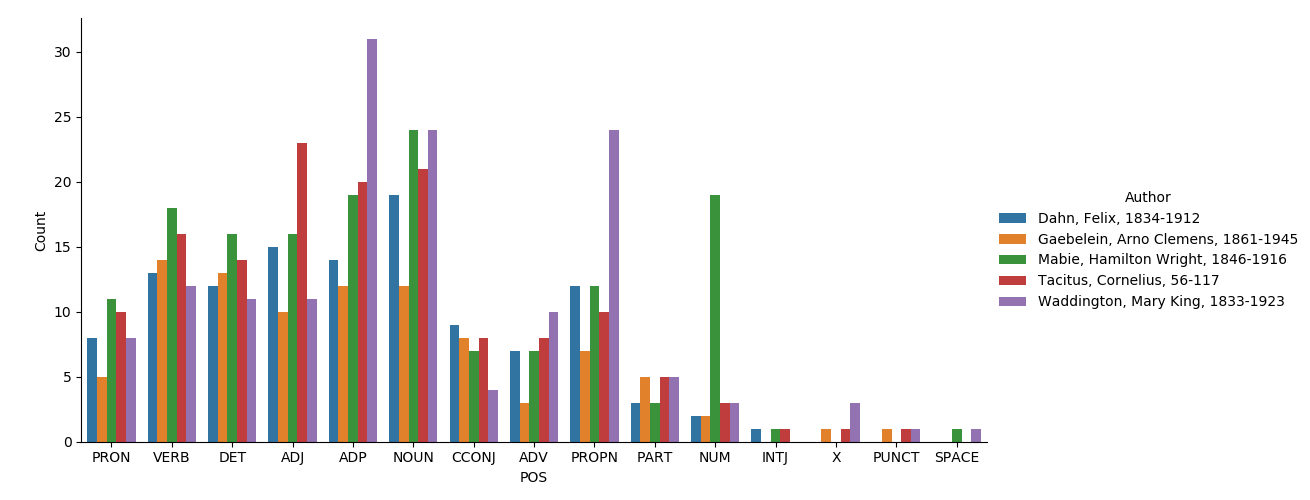 30
25
20
15
10
5
0
Count
PRON VERB DET ADJ ADP NOUN CCONJ ADV PROPN PART NUM INTJ X PUNCT SPACE
POS
Author
Dahn, Felix, 1834-1912
Gaebelein, Arno Clemens, 1861-1945
Mabie, Hamilton Wright, 1846-1916
Tacitus, Cornelius, 56-117
Waddington, Mary King, 1833-1923